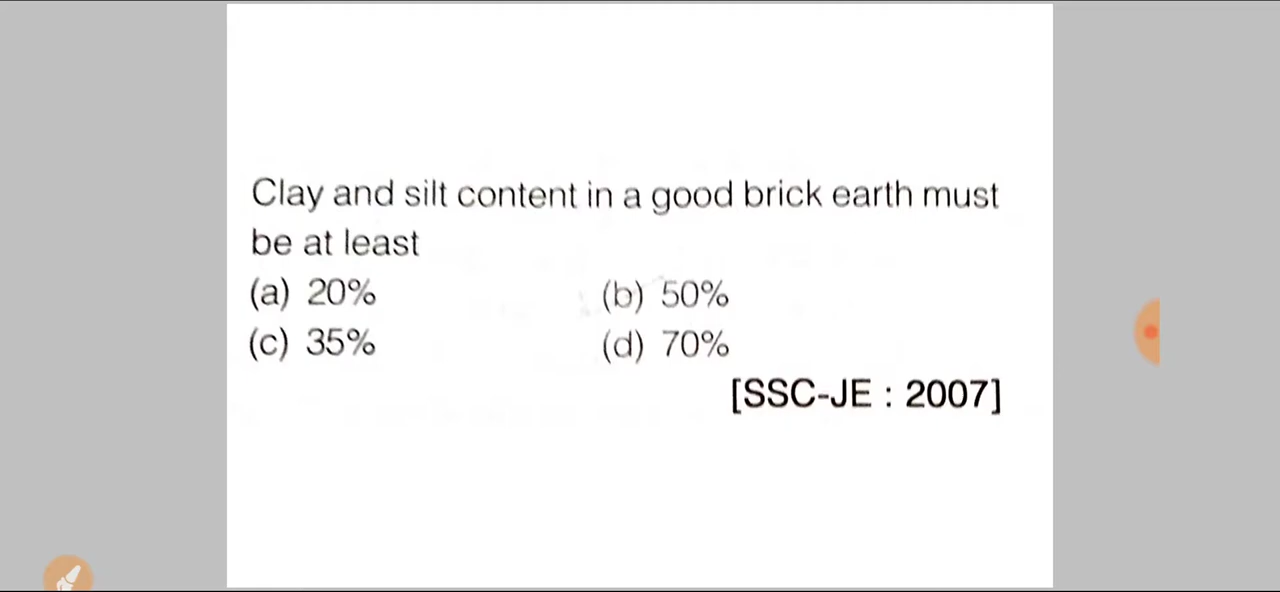 Clay and silt content in a good brick earth must
be at least
(a) 20% (b) 50%
(c) 35% (d) 70%
[SSC-JE : 2007]